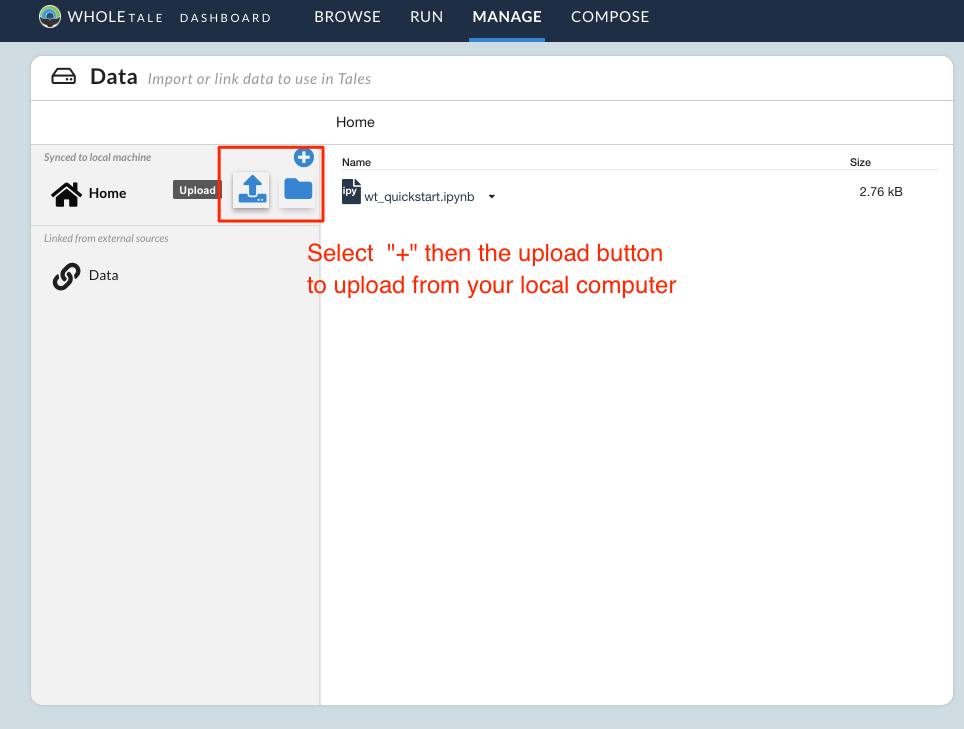 WHOLETALE DASHBOARD BROWSE RUN MANAGE COMPOSE
Data Import or link data to use in Tales
Home
Synced to local machine
Name Size
Home Upload
ipy wt_quickstart.ipynb 2.76 kB
Linked from external sources
Select "+" then the upload button
to upload from your local computer
Data